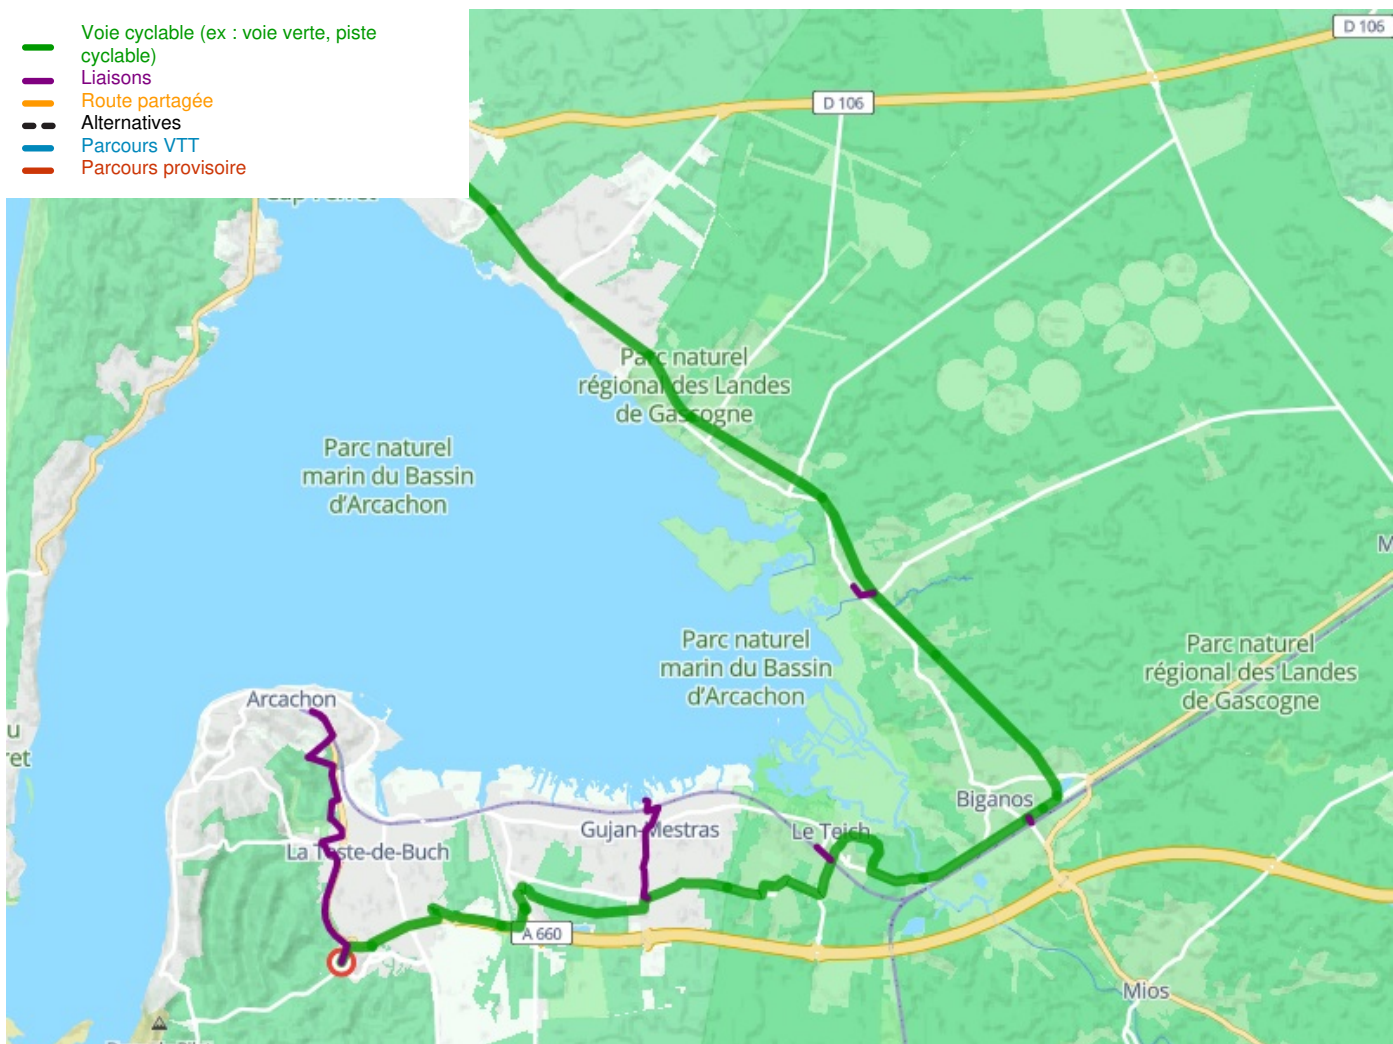 Voie cyclable (ex : voie verte, piste
cyclable)
Liaisons
Route partagée
Alternatives
Parcours VTT
Parcours provisoire
D 106
D 106
Parc naturel
régional des Landes
de Gascogne
Parc naturel
marin du Bassin
d'Arcachon
Parc naturel
marin du Bassin
d'Arcachon
Parc naturel
régional des Landes
de Gascogne
Arcachon
Biganos
Gujan-Mestras
Le Teich
La Teste-de-Buch
A 660
Mios